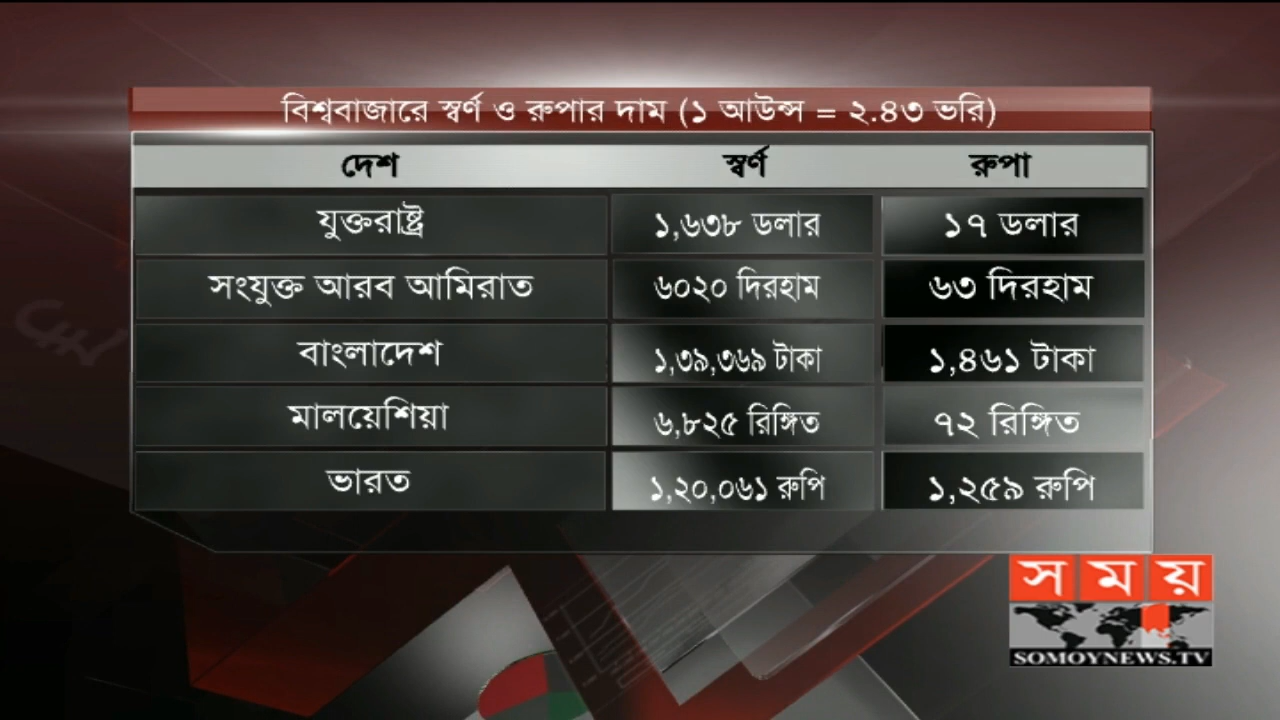 বিশ্ববাজারে স্বর্ণ ও রুপার দাম (১ আউন্স = ২.৪৩ ভরি)
দেশ স্বর্ণ রুপা
যুক্তরাষ্ট্র ১,৬৩৮ ডলার ১৭ ডলার
সংযুক্ত আরব আমিরাত ৬০২০ দিরহাম ৬৩ দিরহাম
বাংলাদেশ ১,৩৯,৩৬৯ টাকা ১,৪৬১ টাকা
মালয়েশিয়া ৬,৮২৫ রিঙ্গিত ৭২ রিঙ্গিত
ভারত ১,২০,০৬১ রুপি ১,২৫৯ রুপি
সময়
SOMOYNEWS.TV